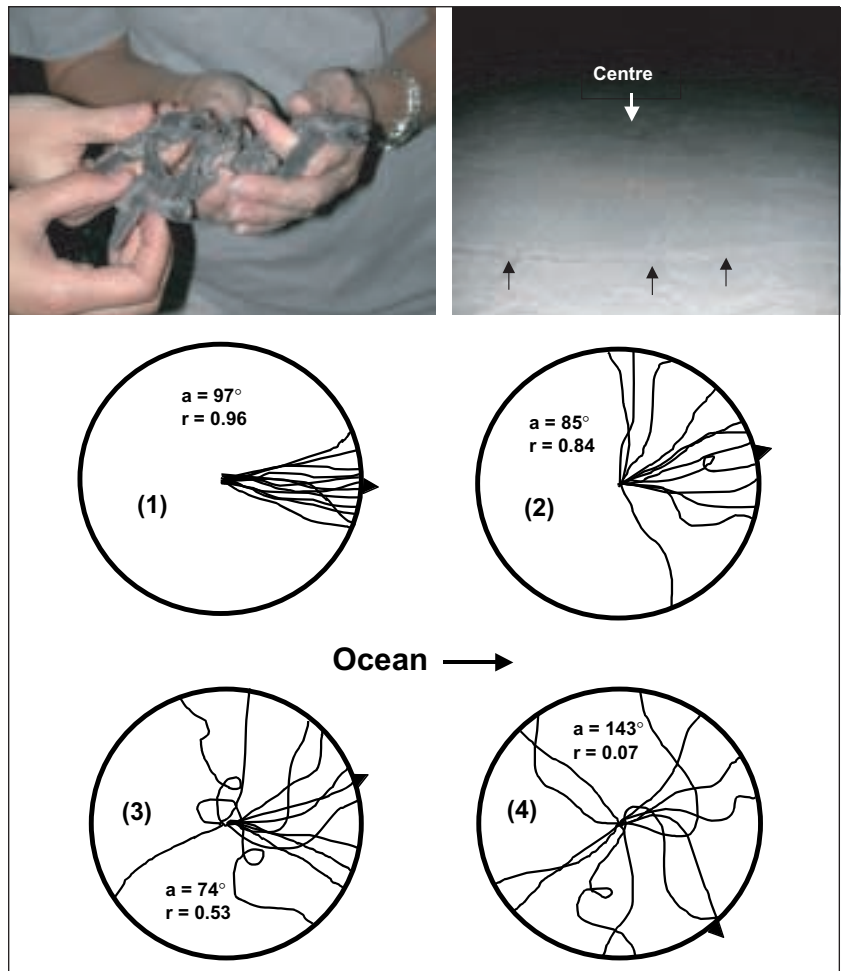 Centre
a = 97°
r = 0.96
(1)
a = 85°
r = 0.84
(2)
Ocean
(3)
a = 74°
r = 0.53
a = 143°
r = 0.07
(4)